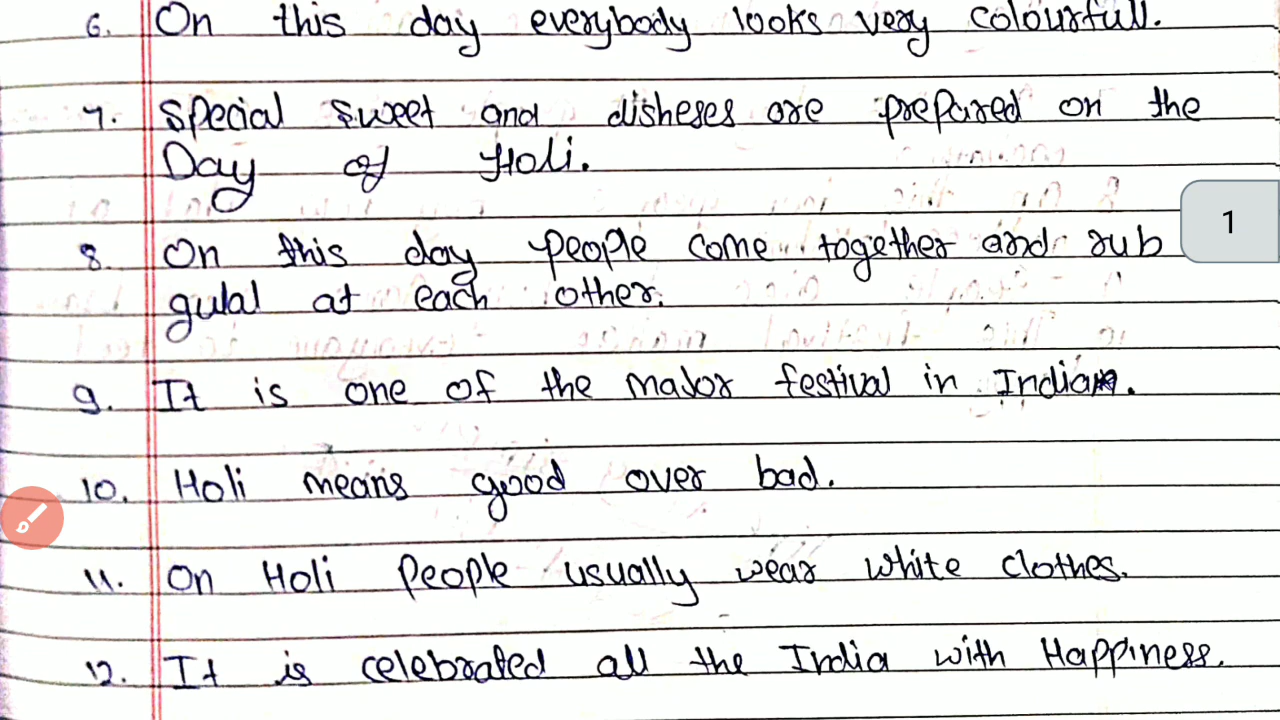 6. On this day everybody looks very colourfull.
7. Special sweet and disheses are prepared on the
Day of Holi.
8. On this day people come together and rub
gulal at each other.
1
9. It is one of the major festival in India.
10. Holi means good over bad.
11. On Holi People usually wear white clothes.
12. It is celebrated all the India with Happiness.